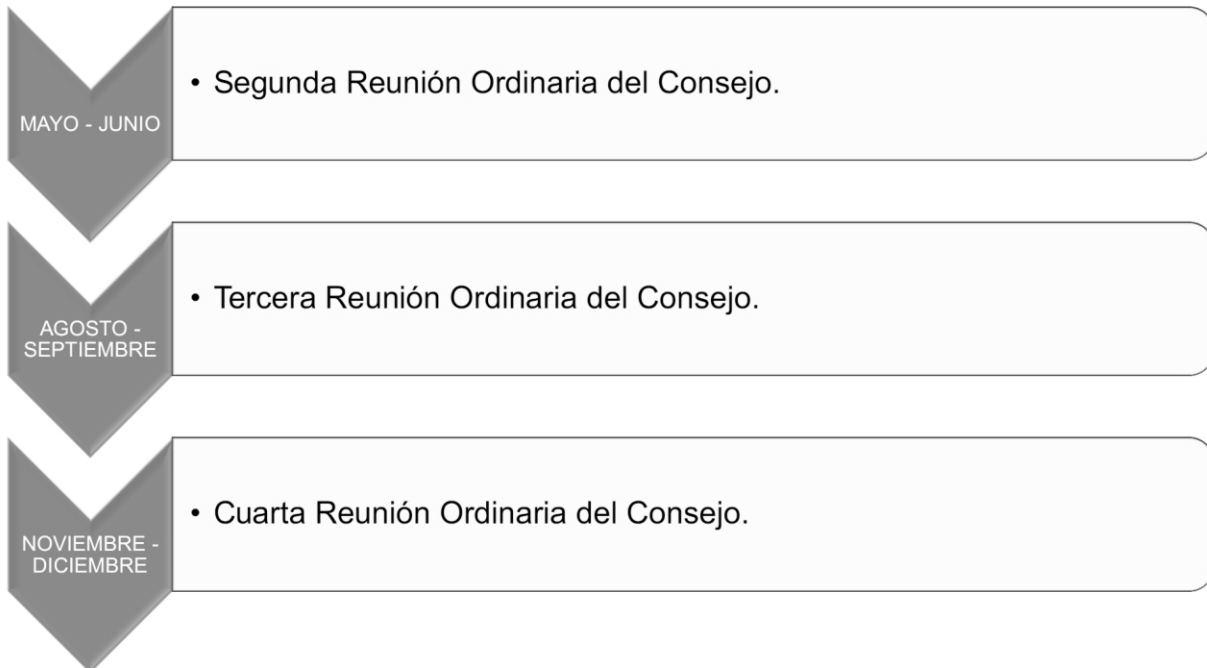 MAYO - JUNIO
• Segunda Reunión Ordinaria del Consejo.
AGOSTO -
SEPTIEMBRE
• Tercera Reunión Ordinaria del Consejo.
NOVIEMBRE -
DICIEMBRE
• Cuarta Reunión Ordinaria del Consejo.